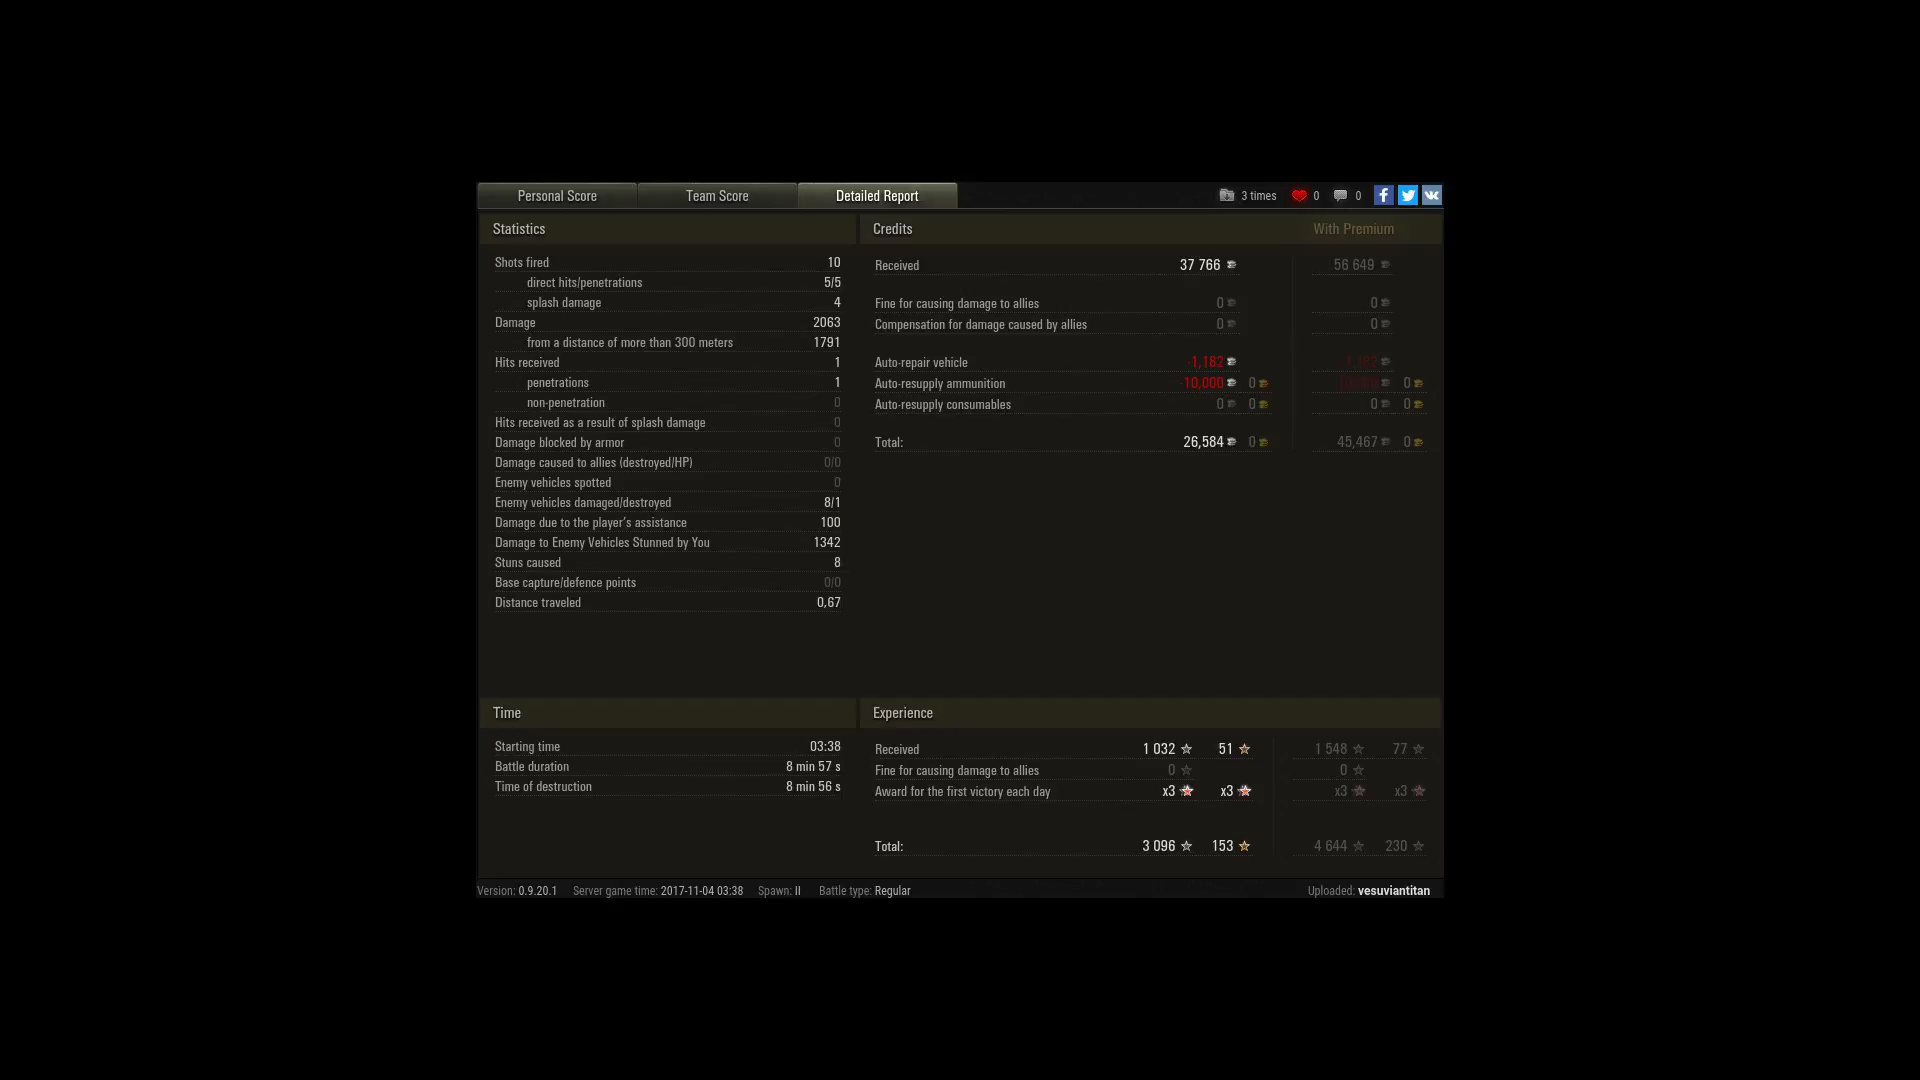 Personal Score Team Score Detailed Report 3 times 0 0
Statistics
Shots fired 10
direct hits/penetrations 5/5
splash damage 4
Damage 2063
from a distance of more than 300 meters 1791
Hits received 1
penetrations 1
non-penetration 0
Hits received as a result of splash damage 0
Damage blocked by armor 0
Damage caused to allies (destroyed/HP) 0/0
Enemy vehicles spotted 0
Enemy vehicles damaged/destroyed 8/1
Damage due to the player's assistance 100
Damage to Enemy Vehicles Stunned by You 1342
Stuns caused 8
Base capture/defence points 0/0
Distance traveled 0,67
Credits With Premium
Received 37 766 56 649
Fine for causing damage to allies 0 0
Compensation for damage caused by allies 0 0
Auto-repair vehicle -1,182 -1,182
Auto-resupply ammunition -10,000 0 0
Auto-resupply consumables 0 0 0 0
Total: 26,584 0 45,467 0
Time
Starting time 03:38
Battle duration 8 min 57 s
Time of destruction 8 min 56 s
Experience
Received 1 032 51 1 548 77
Fine for causing damage to allies 0 0
Award for the first victory each day x3 x3 x3 x3
Total: 3 096 153 4 644 230
Version: 0.9.20.1 Server game time: 2017-11-04 03:38 Spawn: II Battle type: Regular Uploaded: vesuviantitan